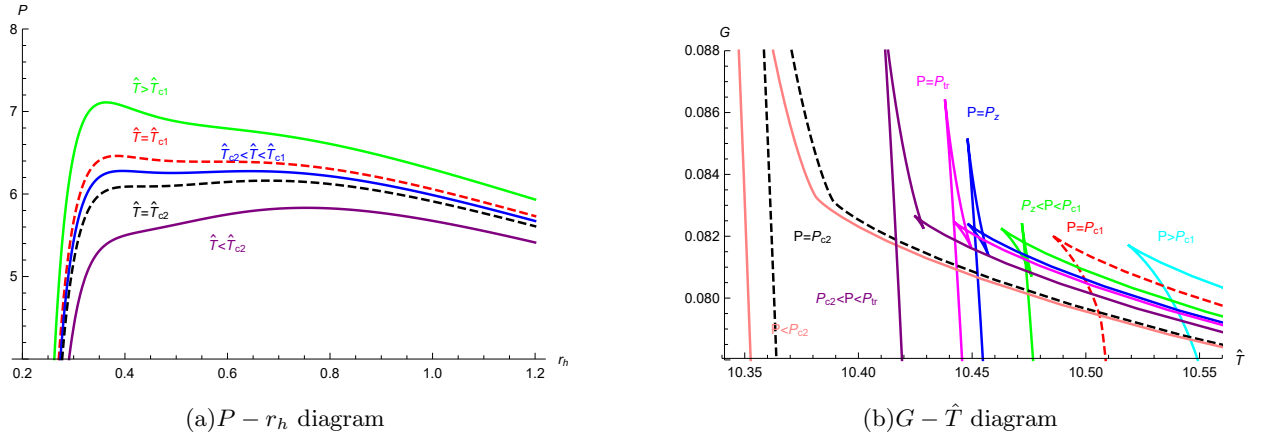 P
8
7
6
5
T̂>T̂c1
T̂=T̂c1
T̂c2<T̂<T̂c1
T̂=T̂c2
T̂<T̂c2
0.2 0.4 0.6 0.8 1.0 1.2 rh
(a)P − rh diagram
G
0.088
0.086
0.084
0.082
0.080
P=Ptr
P=Pz
Pz<P<Pc1
P=Pc1
P>Pc1
P=Pc2
Pc2<P<Ptr
P<Pc2
10.35 10.40 10.45 10.50 10.55 T̂
(b)G − T̂ diagram